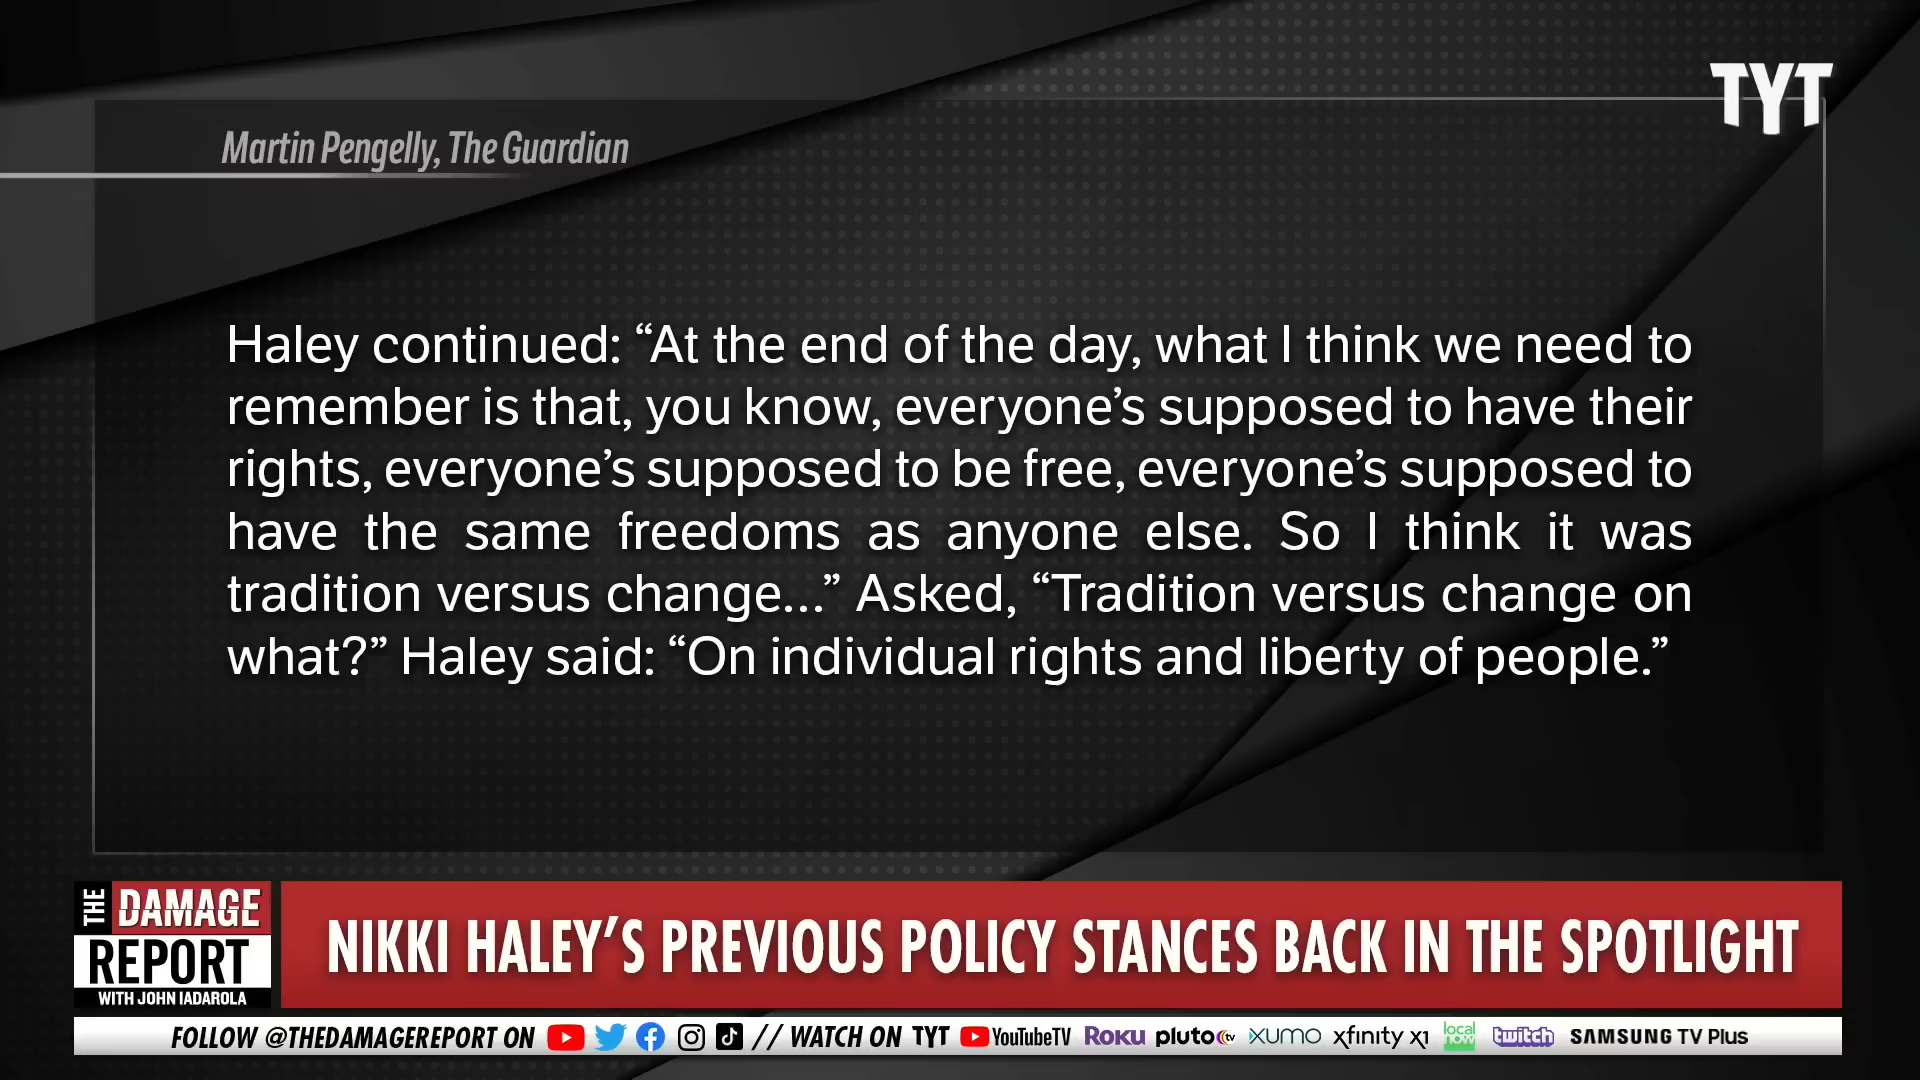 TYT
Martin Pengelly, The Guardian
Haley continued: “At the end of the day, what I think we need to
remember is that, you know, everyone’s supposed to have their
rights, everyone’s supposed to be free, everyone’s supposed to
have the same freedoms as anyone else. So I think it was
tradition versus change...” Asked, “Tradition versus change on
what?” Haley said: “On individual rights and liberty of people.”
THE DAMAGE
REPORT
WITH JOHN IADAROLA
NIKKI HALEY’S PREVIOUS POLICY STANCES BACK IN THE SPOTLIGHT
FOLLOW @THEDAMAGEREPORT ON // WATCH ON TYT YouTubeTV ROKU pluto tv XUMO xfinity x1 local now twitch SAMSUNG TV Plus